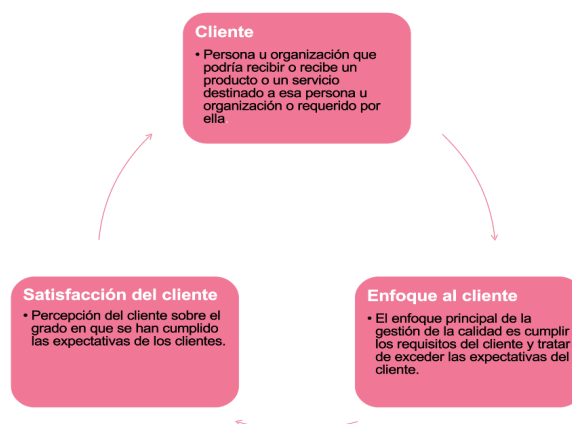 Cliente
• Persona u organización que
podría recibir o recibe un
producto o un servicio
destinado a esa persona u
organización o requerido por
ella.
Satisfacción del cliente
• Percepción del cliente sobre el
grado en que se han cumplido
las expectativas de los clientes.
Enfoque al cliente
• El enfoque principal de la
gestión de la calidad es cumplir
los requisitos del cliente y tratar
de exceder las expectativas del
cliente.